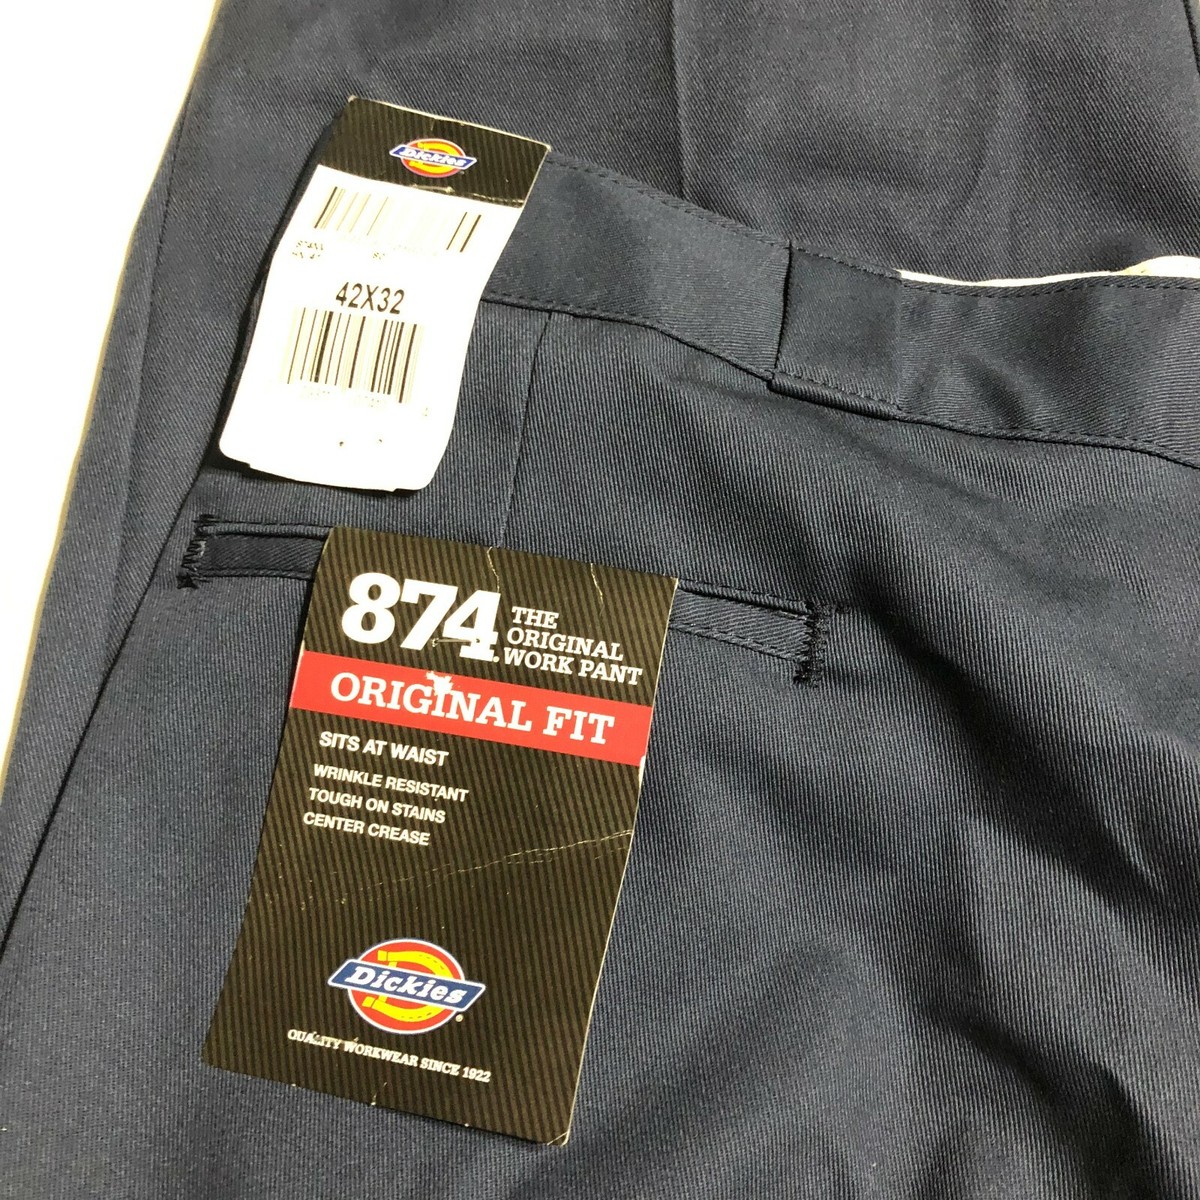 Dickies
42X32
874
THE
ORIGINAL
WORK PANT
ORIGINAL FIT
SITS AT WAIST
WRINKLE RESISTANT
TOUGH ON STAINS
CENTER CREASE
Dickies
QUALITY WORKWEAR SINCE 1922